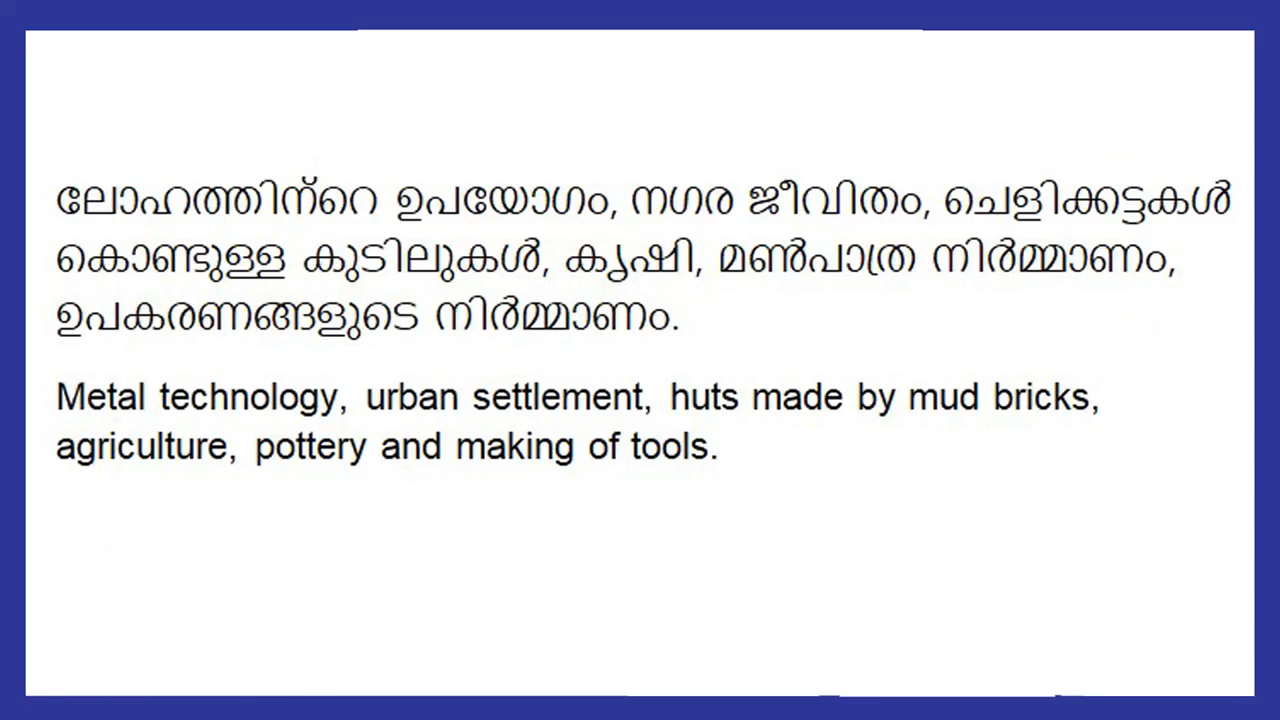 ലോഹത്തിന്റെ ഉപയോഗം, നഗര ജീവിതം, ചെളിക്കട്ടകൾ
കൊണ്ടുള്ള കുടിലുകൾ, കൃഷി, മൺപാത്ര നിർമ്മാണം,
ഉപകരണങ്ങളുടെ നിർമ്മാണം.
Metal technology, urban settlement, huts made by mud bricks,
agriculture, pottery and making of tools.